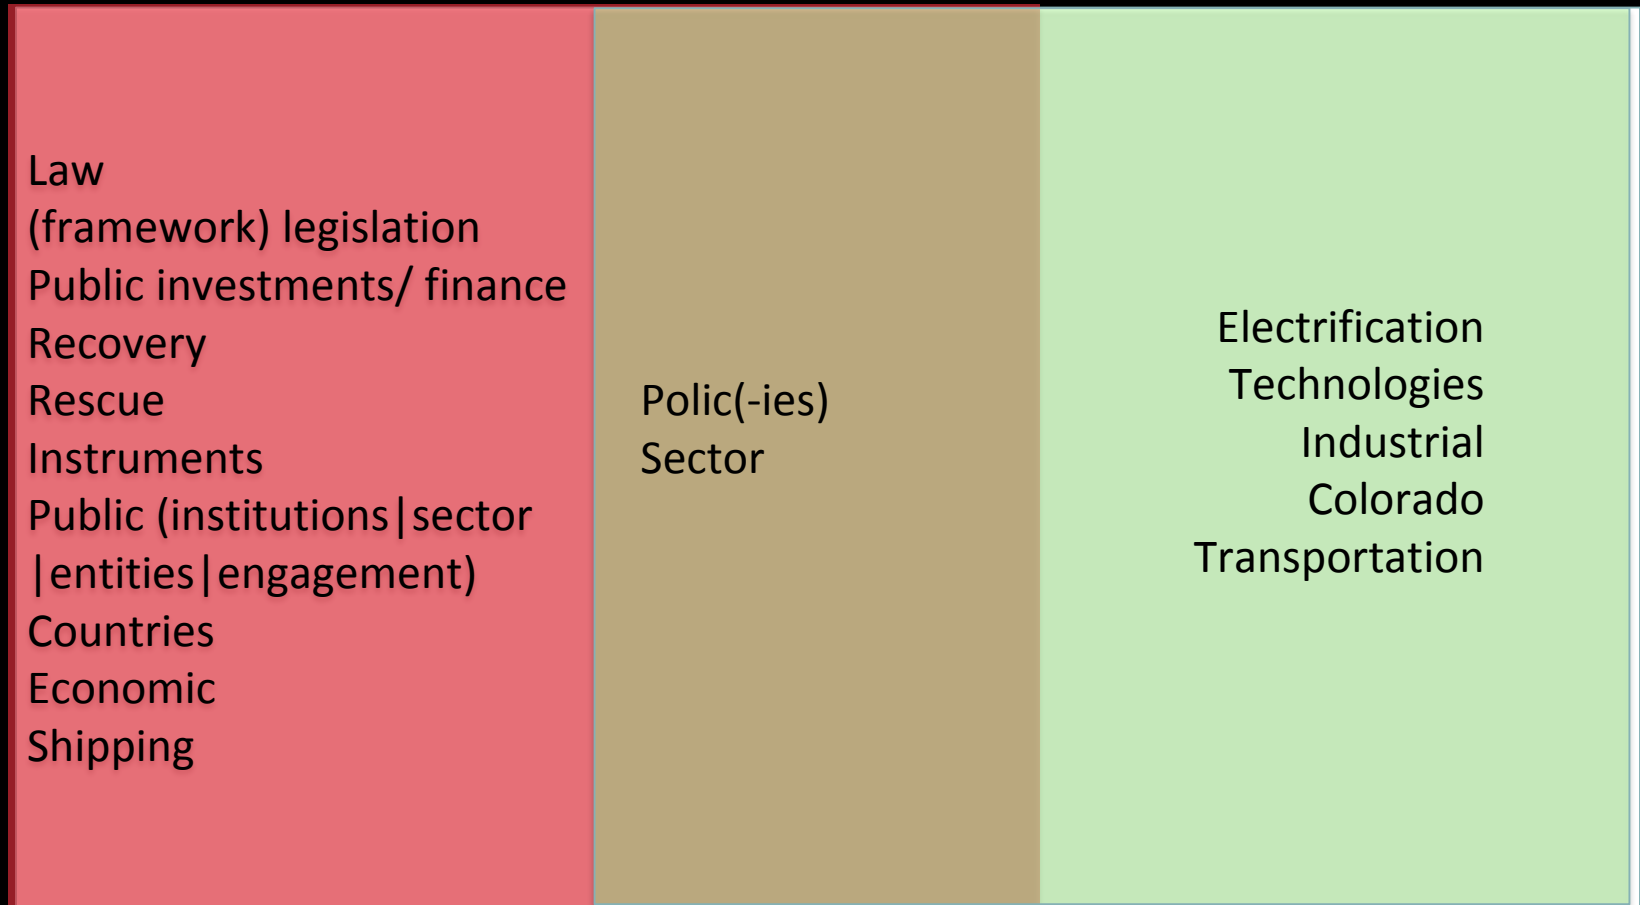 Law
(framework) legislation
Public investments/ finance
Recovery
Rescue
Instruments
Public (institutions|sector
|entities|engagement)
Countries
Economic
Shipping
Polic(-ies)
Sector
Electrification
Technologies
Industrial
Colorado
Transportation